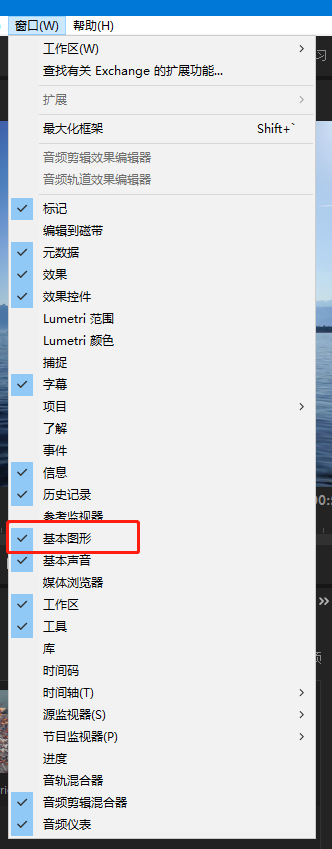 窗口(W) 帮助(H)
工作区(W)
查找有关 Exchange 的扩展功能...
扩展
最大化框架 Shift+`
音频剪辑效果编辑器
音频轨道效果编辑器
标记
编辑到磁带
元数据
效果
效果控件
Lumetri 范围
Lumetri 颜色
捕捉
字幕
项目
了解
事件
信息
历史记录
参考监视器
基本图形
基本声音
媒体浏览器
工作区
工具
库
时间码
时间轴(T)
源监视器(S)
节目监视器(P)
进度
音轨混合器
音频剪辑混合器
音频仪表